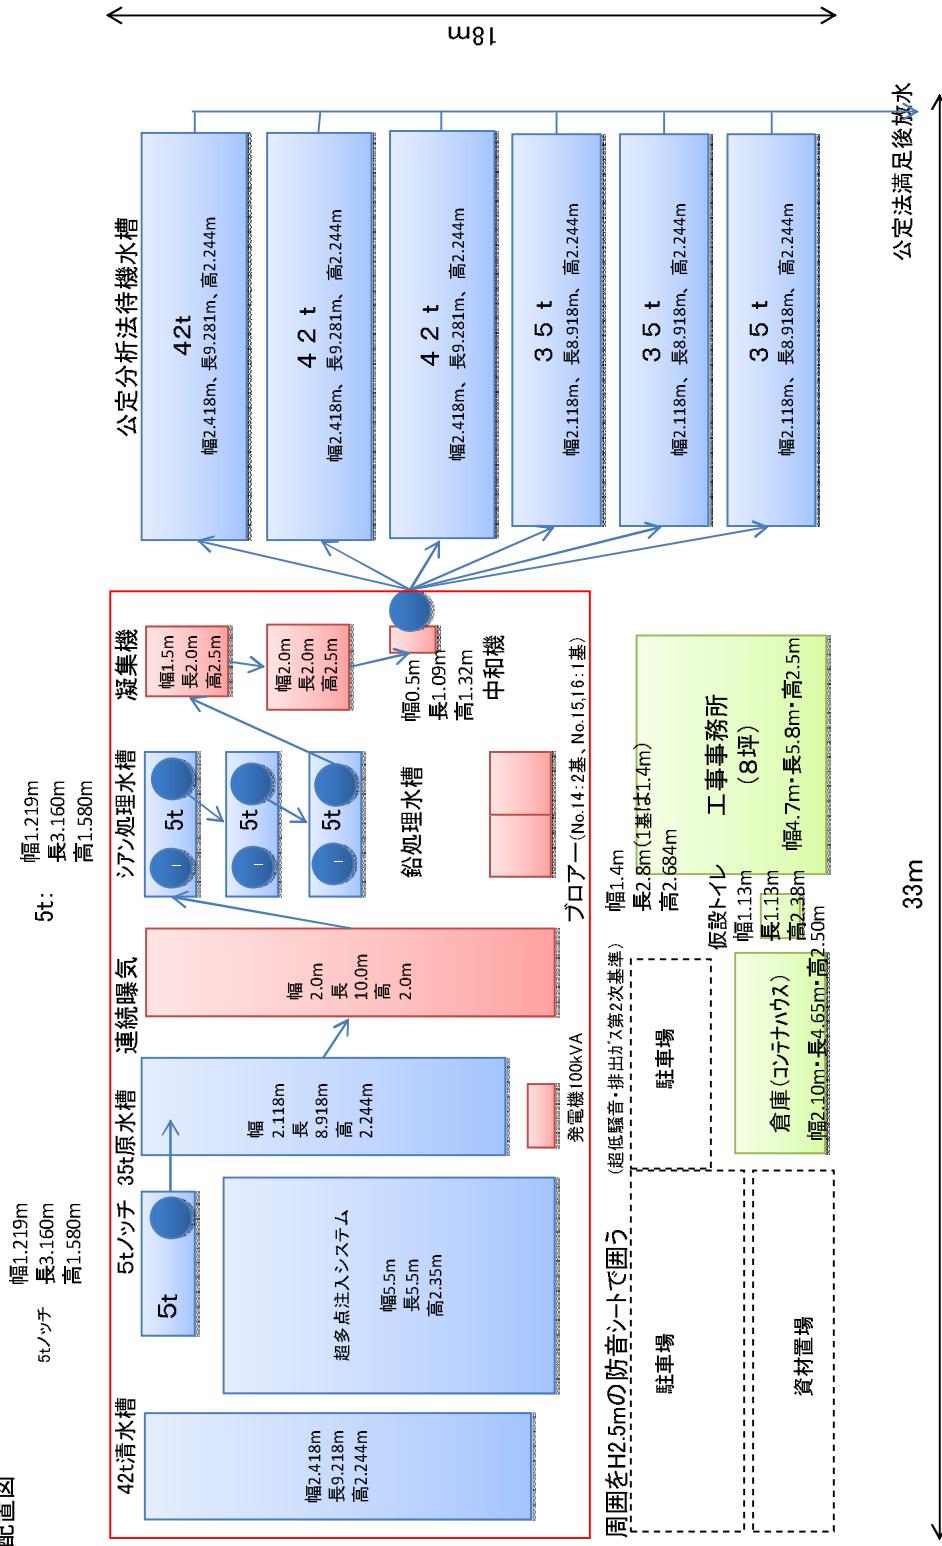 配置図
5tノッチ
幅1.219m
長3.160m
高1.580m
5t:
幅1.219m
長3.160m
高1.580m
18m
42t清水槽
幅2.418m
長9.218m
高2.244m
5tノッチ
5t
超多点注入システム
幅5.5m
長5.5m
高2.35m
35t原水槽
幅
2.118m
長
8.918m
高
2.244m
発電機100kVA
連続曝気
幅
2.0m
長
10.0m
高
2.0m
シアン処理水槽
5t
5t
5t
鉛処理水槽
凝集機
幅1.5m
長2.0m
高2.5m
幅2.0m
長2.0m
高2.5m
幅0.5m
長1.09m
高1.32m
中和機
公定分析法待機水槽
42t
幅2.418m、長9.281m、高2.244m
42t
幅2.418m、長9.281m、高2.244m
42t
幅2.418m、長9.281m、高2.244m
35t
幅2.118m、長8.918m、高2.244m
35t
幅2.118m、長8.918m、高2.244m
35t
幅2.118m、長8.918m、高2.244m
公定法満足後放水
周囲をH2.5mの防音シートで囲う
(超低騒音・排出ガス第2次基準)
ブロアー(No.14:2基、No.15,16:1基)
幅1.4m
長2.8m(1基は1.4m)
高2.684m
駐車場
駐車場
資材置場
倉庫(コンテナハウス)
幅2.10m・長4.65m・高2.50m
仮設トイレ
幅1.13m
長1.13m
高2.38m
工事事務所
(8坪)
幅4.7m・長5.8m・高2.5m
33m